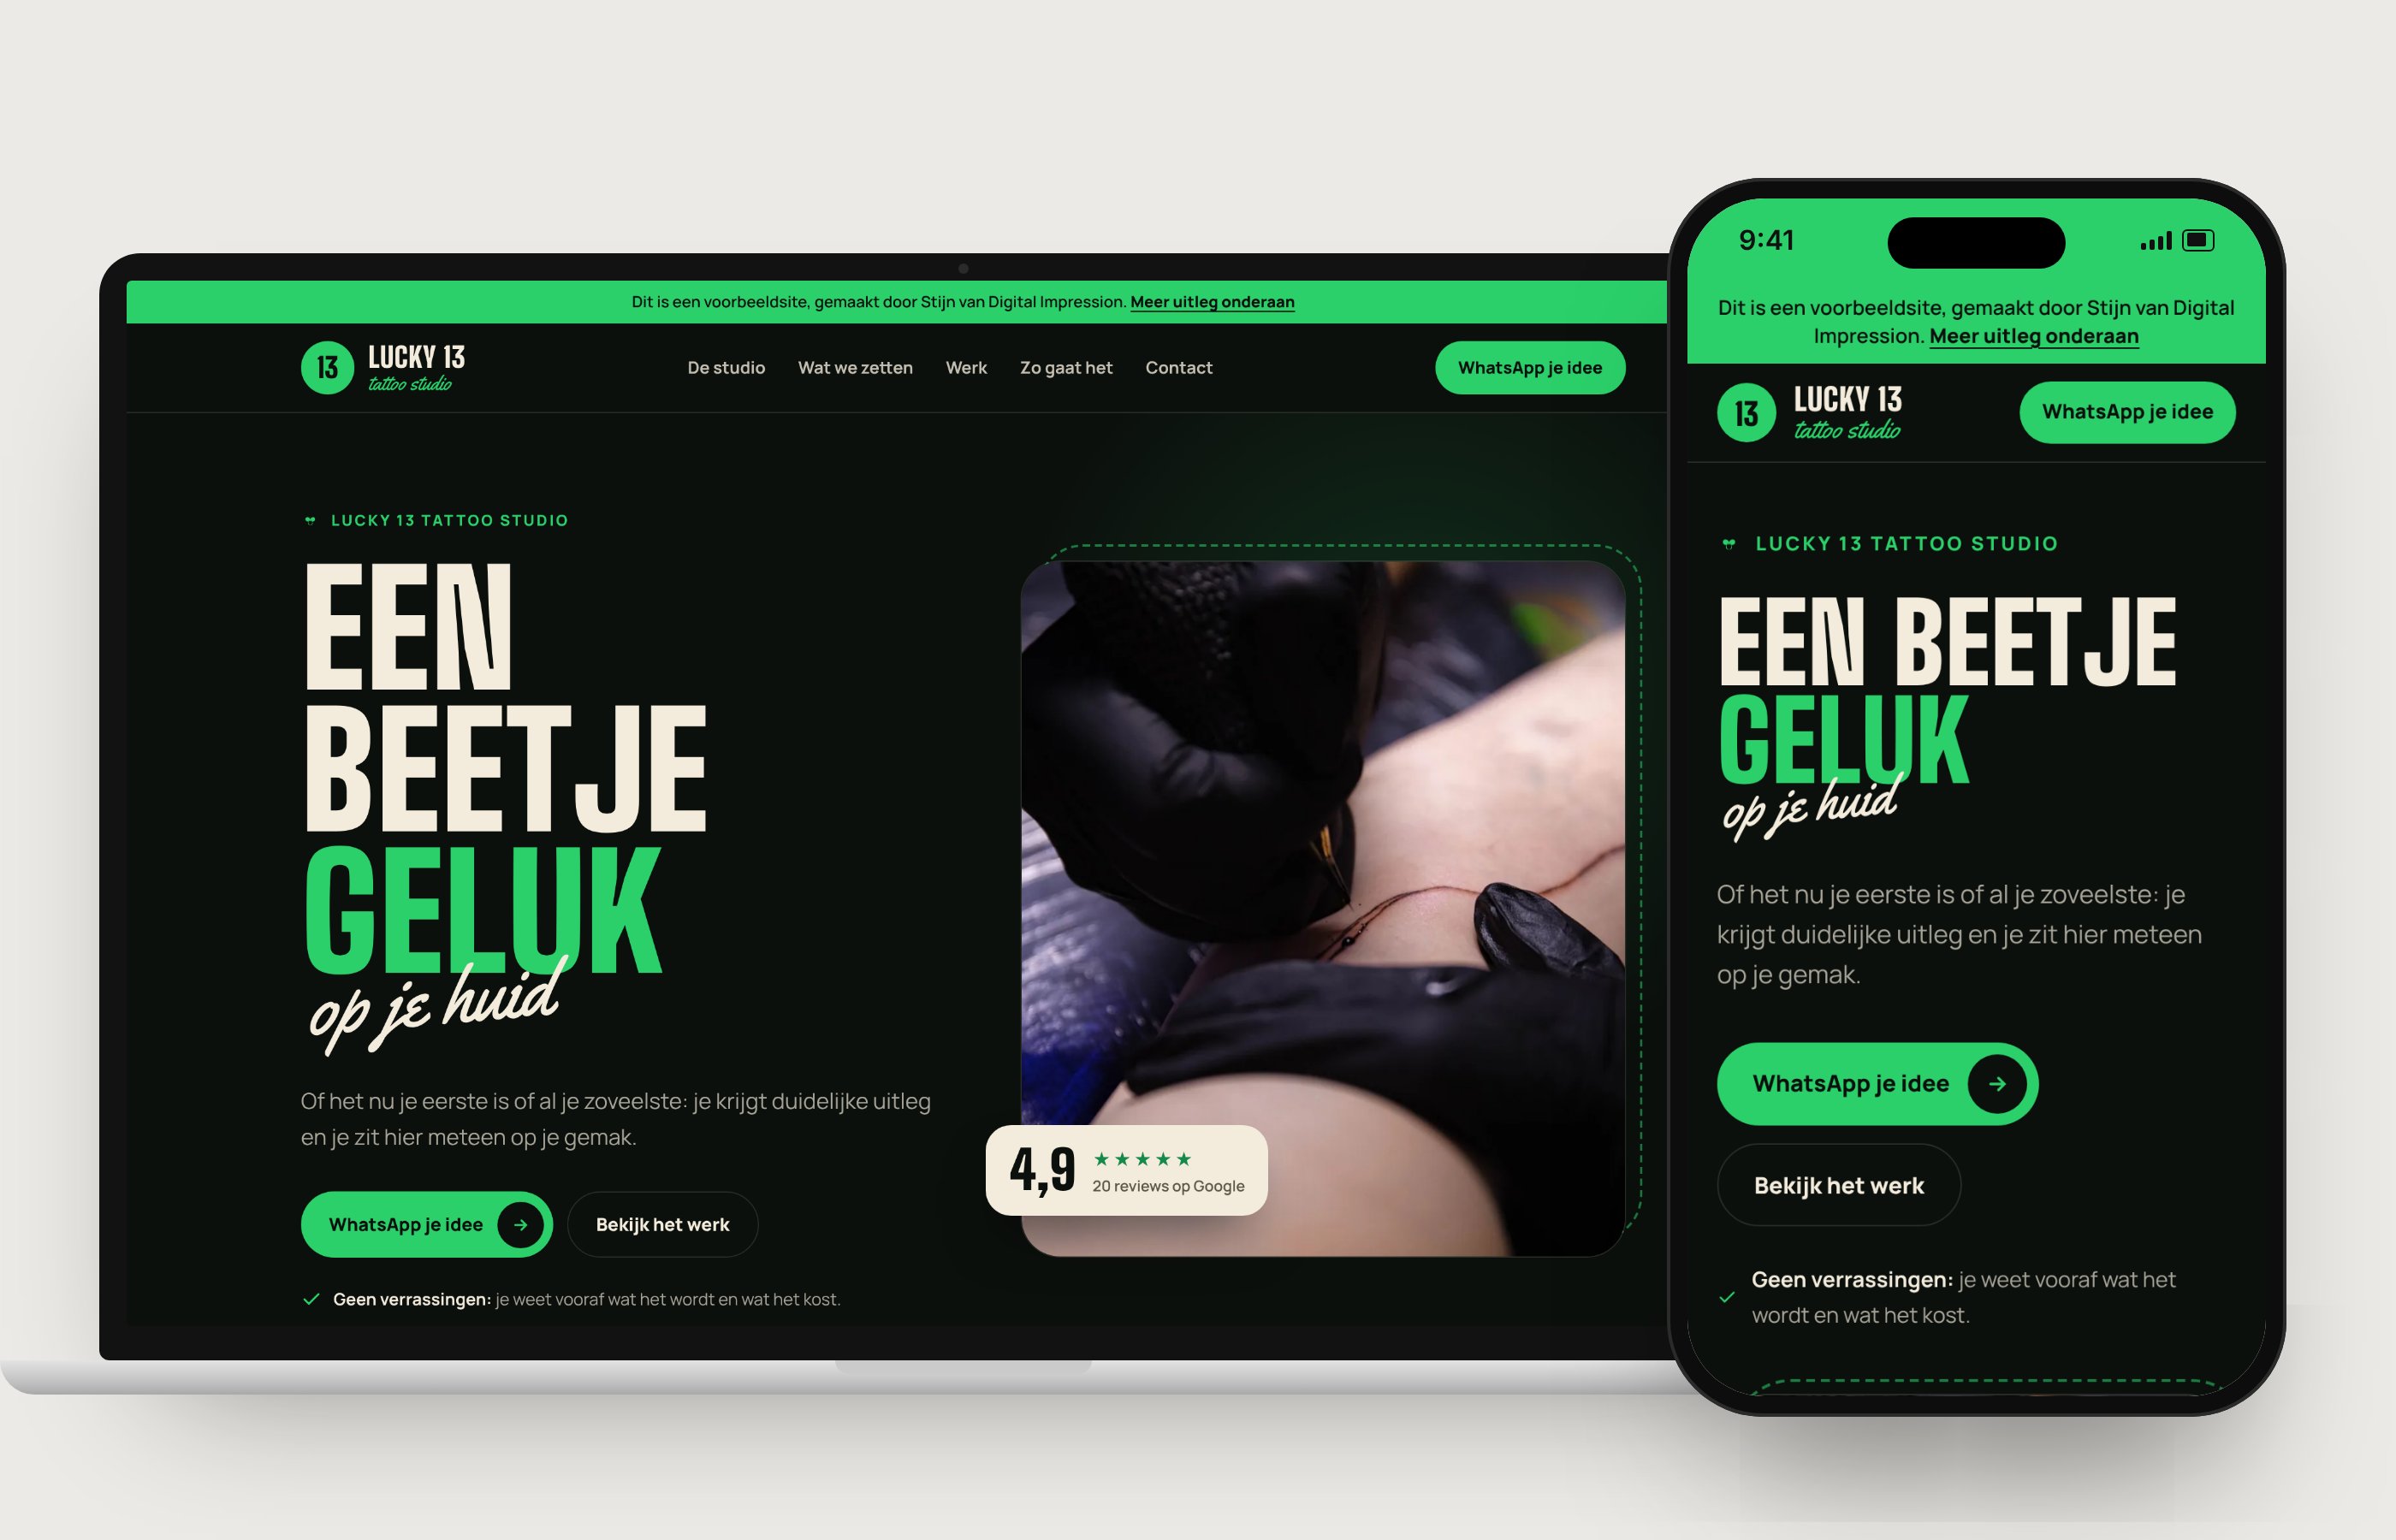 Dit is een voorbeeldsite, gemaakt door Stijn van Digital Impression. Meer uitleg onderaan
13
LUCKY 13
tattoo studio
De studio
Wat we zetten
Werk
Zo gaat het
Contact
WhatsApp je idee
LUCKY 13 TATTOO STUDIO
EEN
BEETJE
GELUK
op je huid
Of het nu je eerste is of al je zoveelste: je krijgt duidelijke uitleg
en je zit hier meteen op je gemak.
WhatsApp je idee
Bekijk het werk
Geen verrassingen: je weet vooraf wat het wordt en wat het kost.
4,9
★★★★★
20 reviews op Google
9:41
Dit is een voorbeeldsite, gemaakt door Stijn van Digital
Impression. Meer uitleg onderaan
13
LUCKY 13
tattoo studio
WhatsApp je idee
LUCKY 13 TATTOO STUDIO
EEN BEETJE
GELUK
op je huid
Of het nu je eerste is of al je zoveelste: je
krijgt duidelijke uitleg en je zit hier meteen
op je gemak.
WhatsApp je idee
Bekijk het werk
Geen verrassingen: je weet vooraf wat het
wordt en wat het kost.